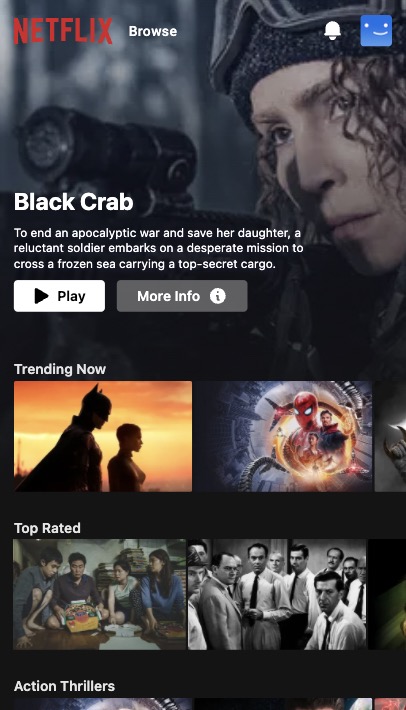 NETFLIX Browse
Black Crab
To end an apocalyptic war and save her daughter, a
reluctant soldier embarks on a desperate mission to
cross a frozen sea carrying a top-secret cargo.
Play More Info
Trending Now
Top Rated
Action Thrillers